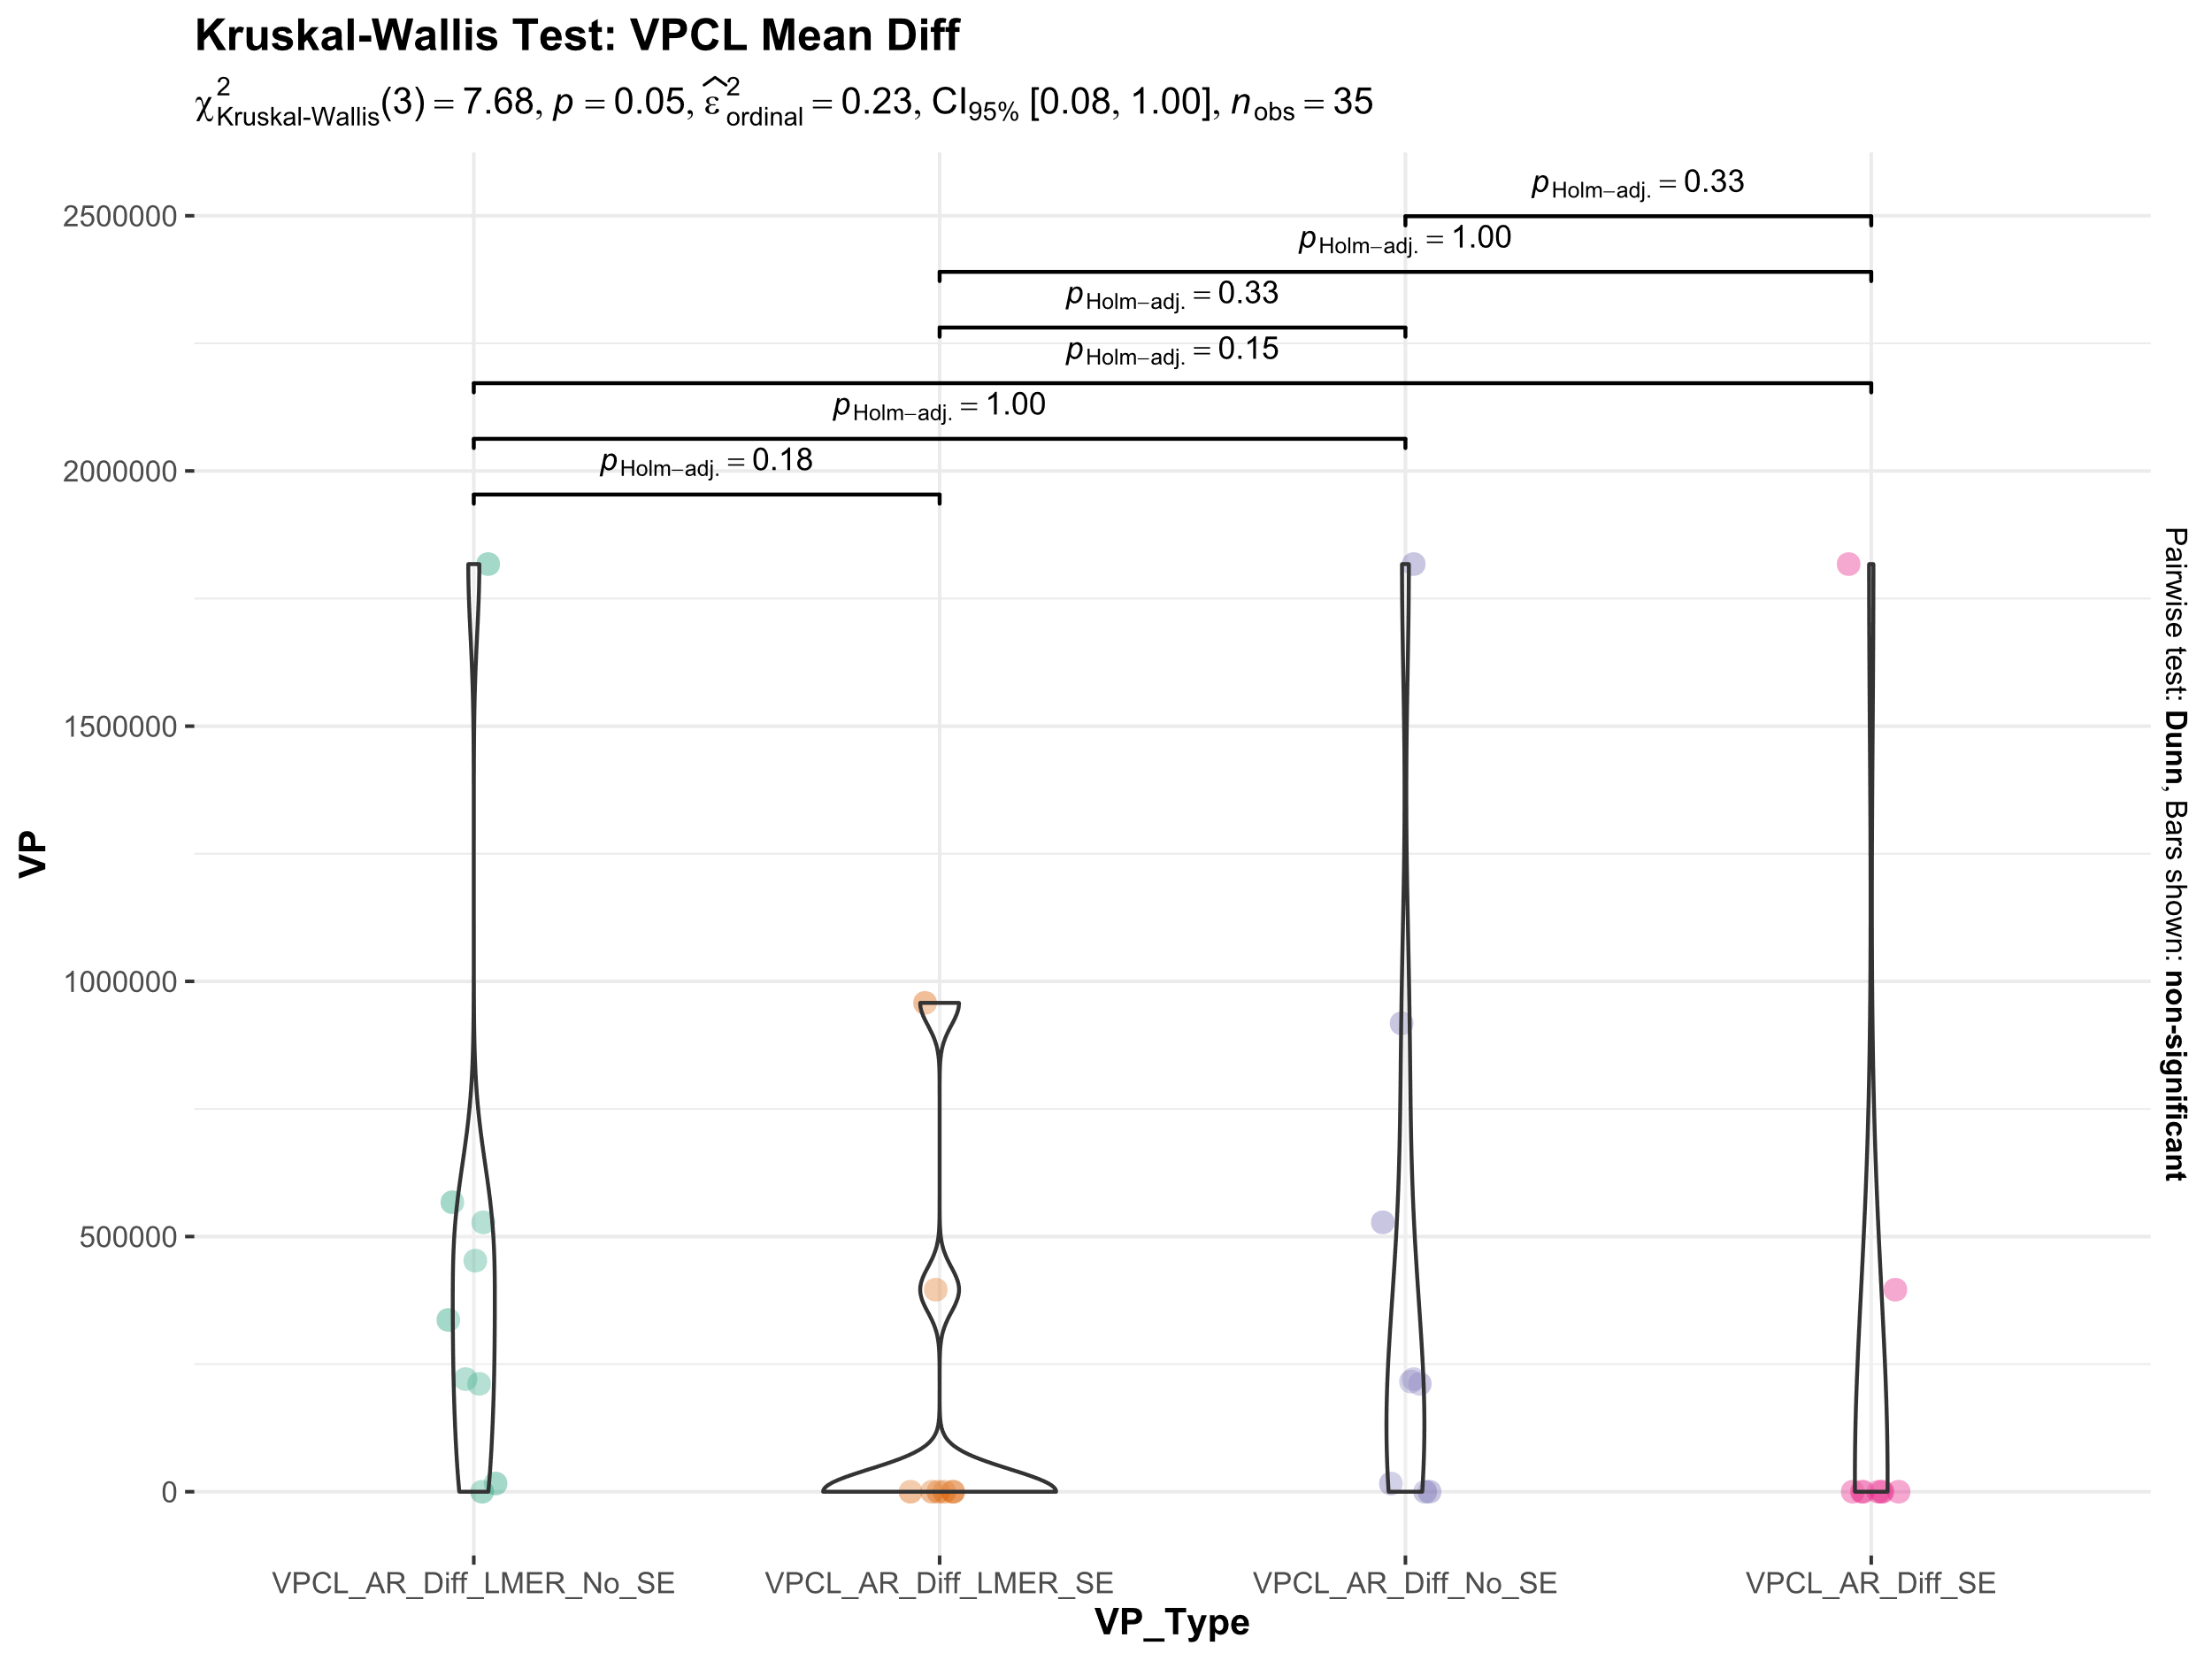 Kruskal-Wallis Test: VPCL Mean Diff
χ²Kruskal-Wallis(3) = 7.68, p = 0.05, ε̂²ordinal = 0.23, CI95% [0.08, 1.00], nobs = 35
pHolm−adj. = 0.33
pHolm−adj. = 1.00
pHolm−adj. = 0.33
pHolm−adj. = 0.15
pHolm−adj. = 1.00
pHolm−adj. = 0.18
2500000
2000000
1500000
1000000
500000
0
VP
Pairwise test: Dunn, Bars shown: non-significant
VPCL_AR_Diff_LMER_No_SE
VPCL_AR_Diff_LMER_SE
VPCL_AR_Diff_No_SE
VPCL_AR_Diff_SE
VP_Type